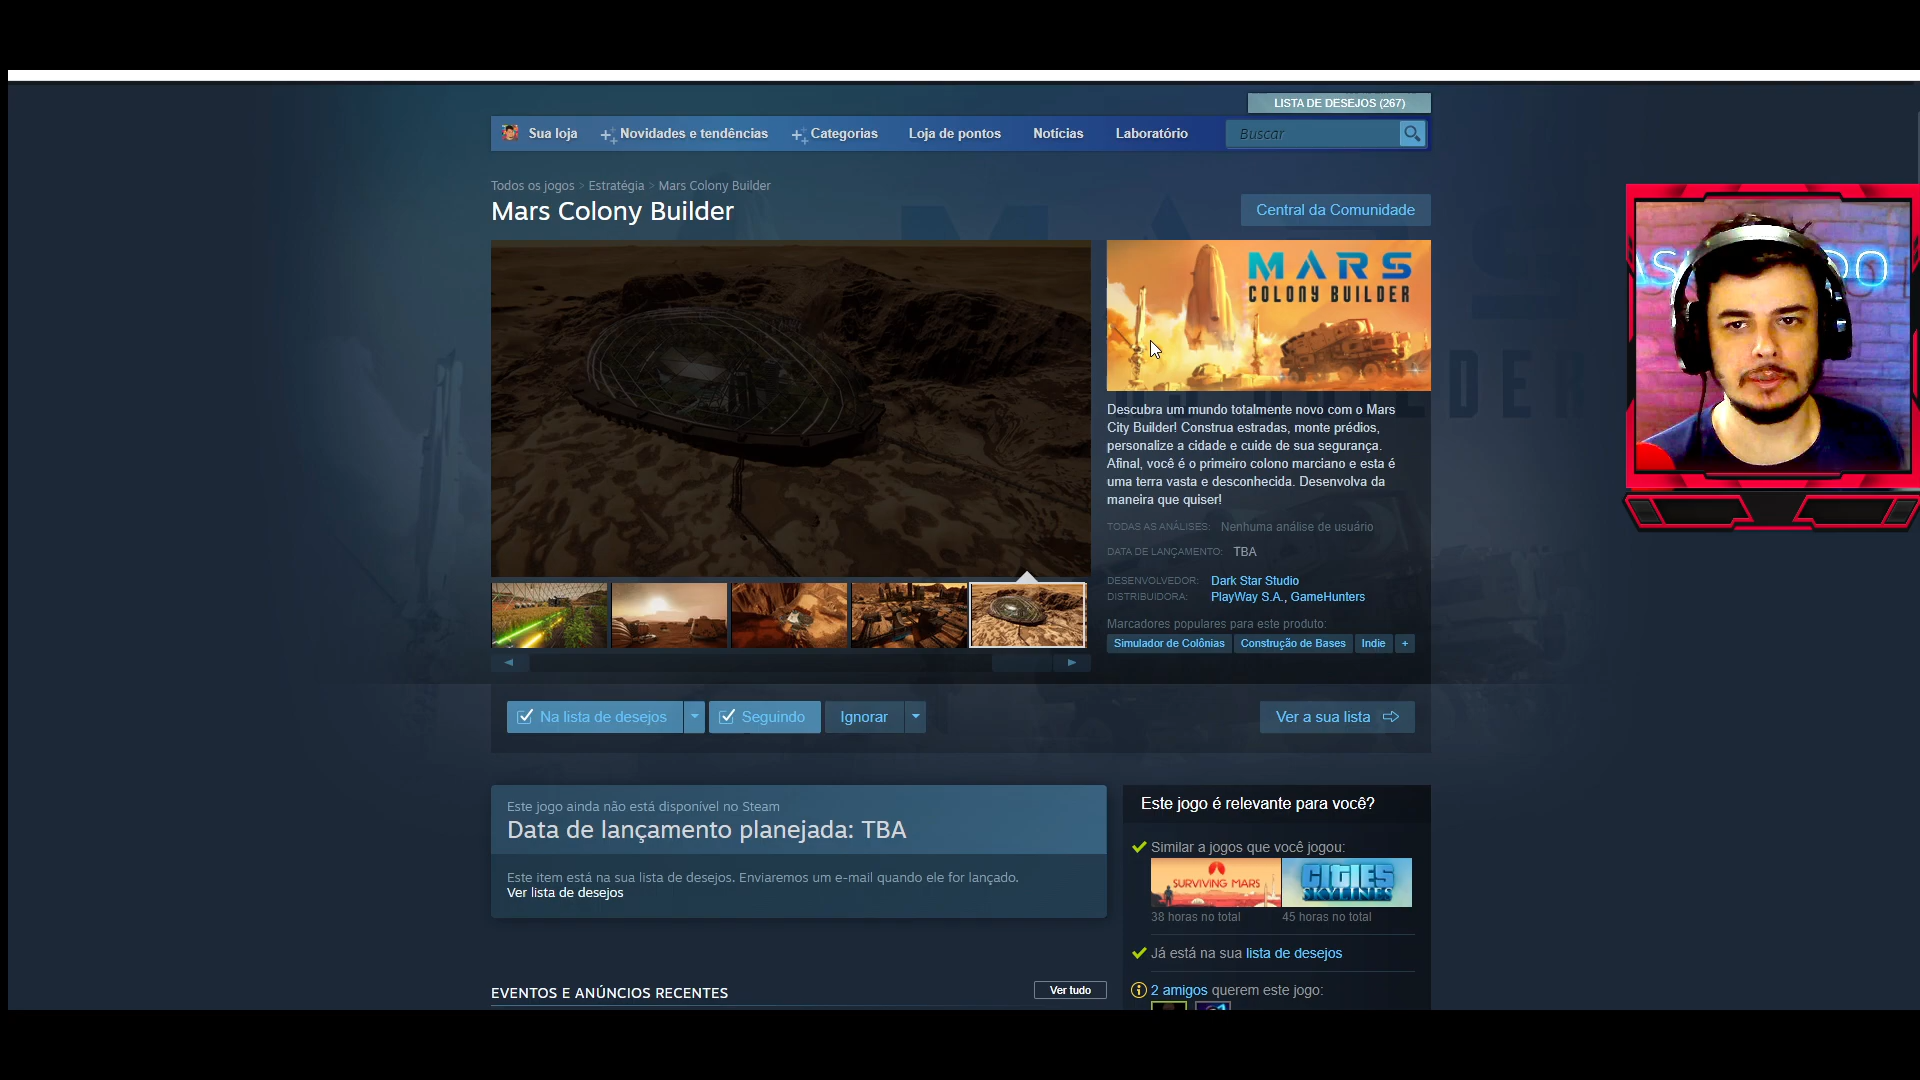 LISTA DE DESEJOS (267)
Sua loja
Novidades e tendências
Categorias
Loja de pontos
Notícias
Laboratório
Buscar
Todos os jogos > Estratégia > Mars Colony Builder
Mars Colony Builder
Central da Comunidade
MARS
COLONY BUILDER
Descubra um mundo totalmente novo com o Mars
City Builder! Construa estradas, monte prédios,
personalize a cidade e cuide de sua segurança.
Afinal, você é o primeiro colono marciano e esta é
uma terra vasta e desconhecida. Desenvolva da
maneira que quiser!
TODAS AS ANÁLISES: Nenhuma análise de usuário
DATA DE LANÇAMENTO: TBA
DESENVOLVEDOR: Dark Star Studio
DISTRIBUIDORA: PlayWay S.A., GameHunters
Marcadores populares para este produto:
Simulador de Colônias Construção de Bases Indie +
Na lista de desejos
Seguindo
Ignorar
Ver a sua lista
Este jogo ainda não está disponível no Steam
Data de lançamento planejada: TBA
Este item está na sua lista de desejos. Enviaremos um e-mail quando ele for lançado.
Ver lista de desejos
EVENTOS E ANÚNCIOS RECENTES
Ver tudo
Este jogo é relevante para você?
Similar a jogos que você jogou:
SURVIVING MARS
CITIES
SKYLINES
38 horas no total
45 horas no total
Já está na sua lista de desejos
2 amigos querem este jogo: